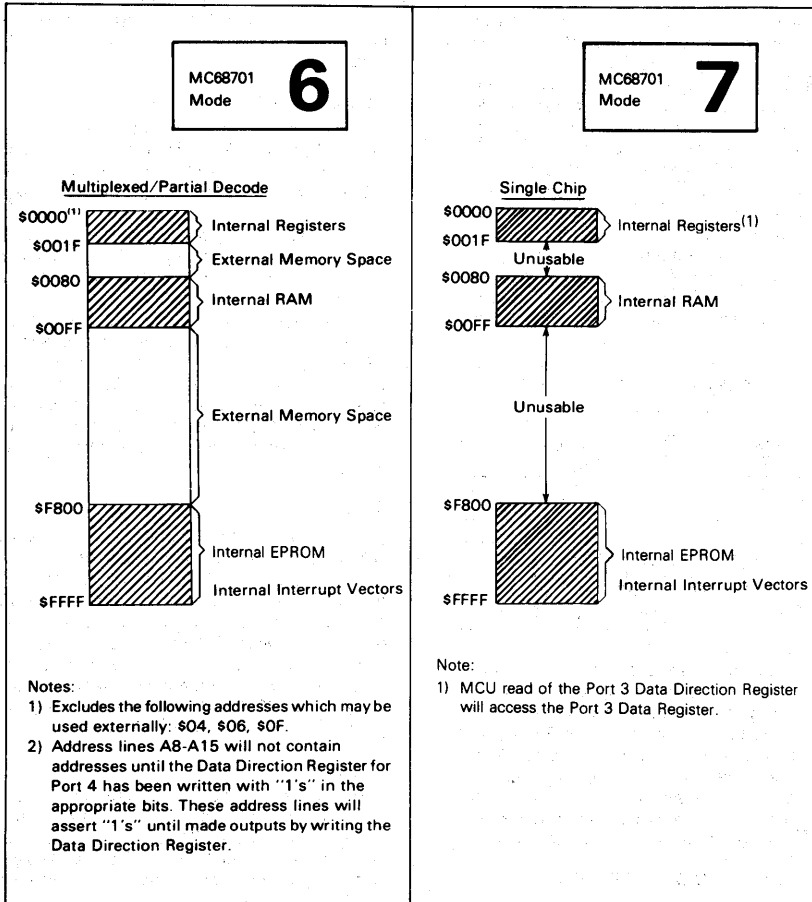 MC68701
Mode 6
Multiplexed/Partial Decode
$0000(1)
Internal Registers
$001F
External Memory Space
$0080
Internal RAM
$00FF
External Memory Space
$F800
Internal EPROM
Internal Interrupt Vectors
$FFFF
Notes:
1) Excludes the following addresses which may be
used externally: $04, $06, $0F.
2) Address lines A8-A15 will not contain
addresses until the Data Direction Register for
Port 4 has been written with "1's" in the
appropriate bits. These address lines will
assert "1's" until made outputs by writing the
Data Direction Register.
MC68701
Mode 7
Single Chip
$0000
Internal Registers(1)
$001F
Unusable
$0080
Internal RAM
$00FF
Unusable
$F800
Internal EPROM
Internal Interrupt Vectors
$FFFF
Note:
1) MCU read of the Port 3 Data Direction Register
will access the Port 3 Data Register.